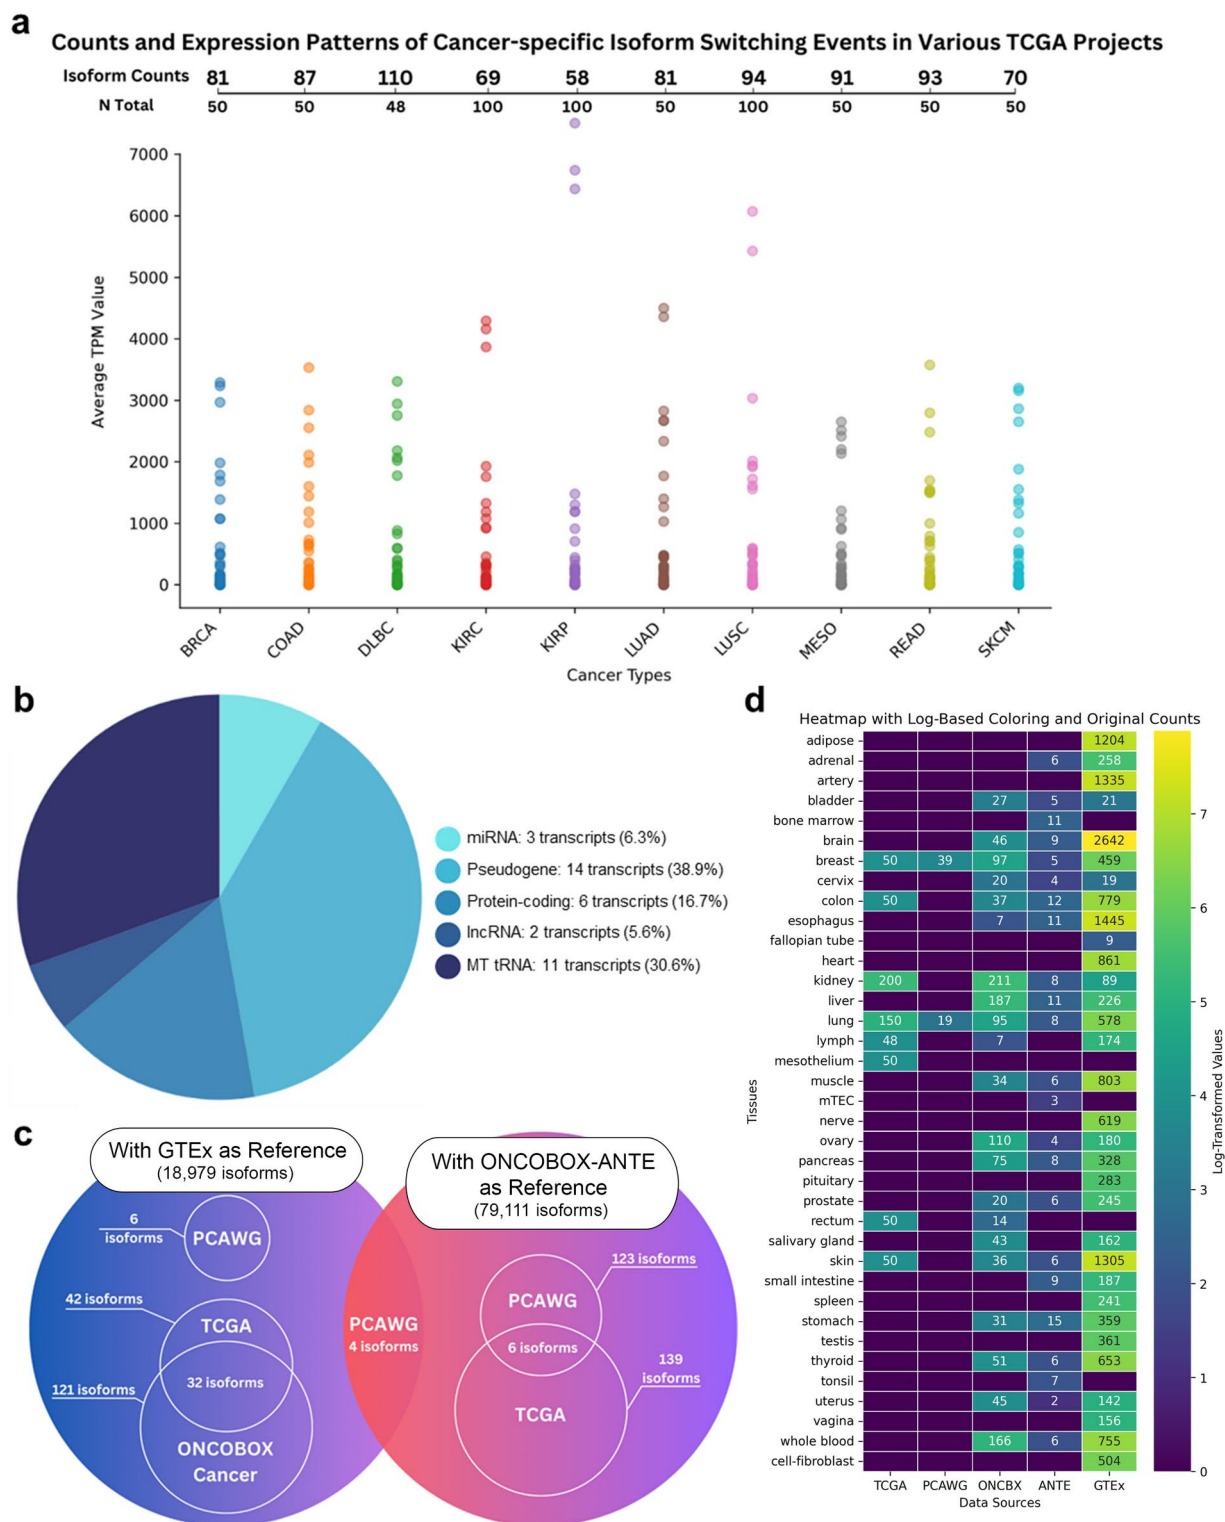 a
Counts and Expression Patterns of Cancer-specific Isoform Switching Events in Various TCGA Projects
Isoform Counts 81 87 110 69 58 81 94 91 93 70
N Total 50 50 48 100 100 50 100 50 50 50
7000
6000
5000
4000
3000
2000
1000
0
Average TPM Value
BRCA COAD DLBC KIRC KIRP LUAD LUSC MESO READ SKCM
Cancer Types
b
miRNA: 3 transcripts (6.3%)
Pseudogene: 14 transcripts (38.9%)
Protein-coding: 6 transcripts (16.7%)
lncRNA: 2 transcripts (5.6%)
MT tRNA: 11 transcripts (30.6%)
c
With GTEx as Reference
(18,979 isoforms)
6
isoforms
PCAWG
42 isoforms
TCGA
32 isoforms
121 isoforms
ONCOBOX
Cancer
PCAWG
4 isoforms
With ONCOBOX-ANTE
as Reference
(79,111 isoforms)
123 isoforms
PCAWG
6 isoforms
139
isoforms
TCGA
d
Heatmap with Log-Based Coloring and Original Counts
adipose 1204
adrenal 6 258
artery 1335
bladder 27 5 21
bone marrow 11
brain 46 9 2642
breast 50 39 97 5 459
cervix 20 4 19
colon 50 37 12 779
esophagus 7 11 1445
fallopian tube 9
heart 861
kidney 200 211 8 89
liver 187 11 226
lung 150 19 95 8 578
lymph 48 7 174
mesothelium 50
muscle 34 6 803
mTEC 3
nerve 619
ovary 110 4 180
pancreas 75 8 328
pituitary 283
prostate 20 6 245
rectum 50 14
salivary gland 43 162
skin 50 36 6 1305
small intestine 9 187
spleen 241
stomach 31 15 359
testis 361
thyroid 51 6 653
tonsil 7
uterus 45 2 142
vagina 156
whole blood 166 6 755
cell-fibroblast 504
Tissues
TCGA PCAWG ONCBX ANTE GTEx
Data Sources
7
6
5
4
3
2
1
0
Log-Transformed Values